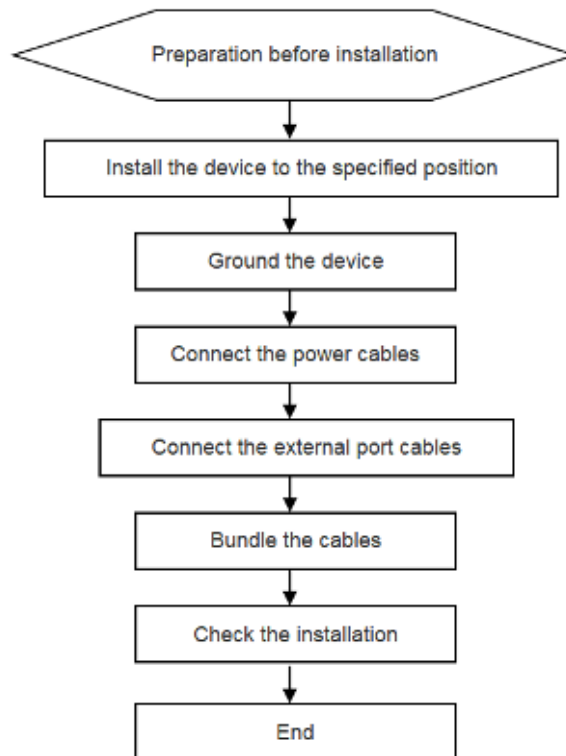 Preparation before installation
Install the device to the specified position
Ground the device
Connect the power cables
Connect the external port cables
Bundle the cables
Check the installation
End